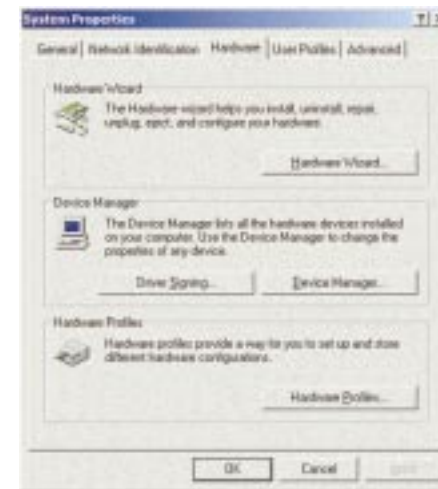 System Properties
General Network Identification Hardware User Profiles Advanced
Hardware Wizard
The Hardware wizard helps you install, uninstall, repair,
unplug, eject, and configure your hardware.
Hardware Wizard...
Device Manager
The Device Manager lists all the hardware devices installed
on your computer. Use the Device Manager to change the
properties of any device.
Driver Signing... Device Manager...
Hardware Profiles
Hardware profiles provide a way for you to set up and store
different hardware configurations.
Hardware Profiles...
OK Cancel